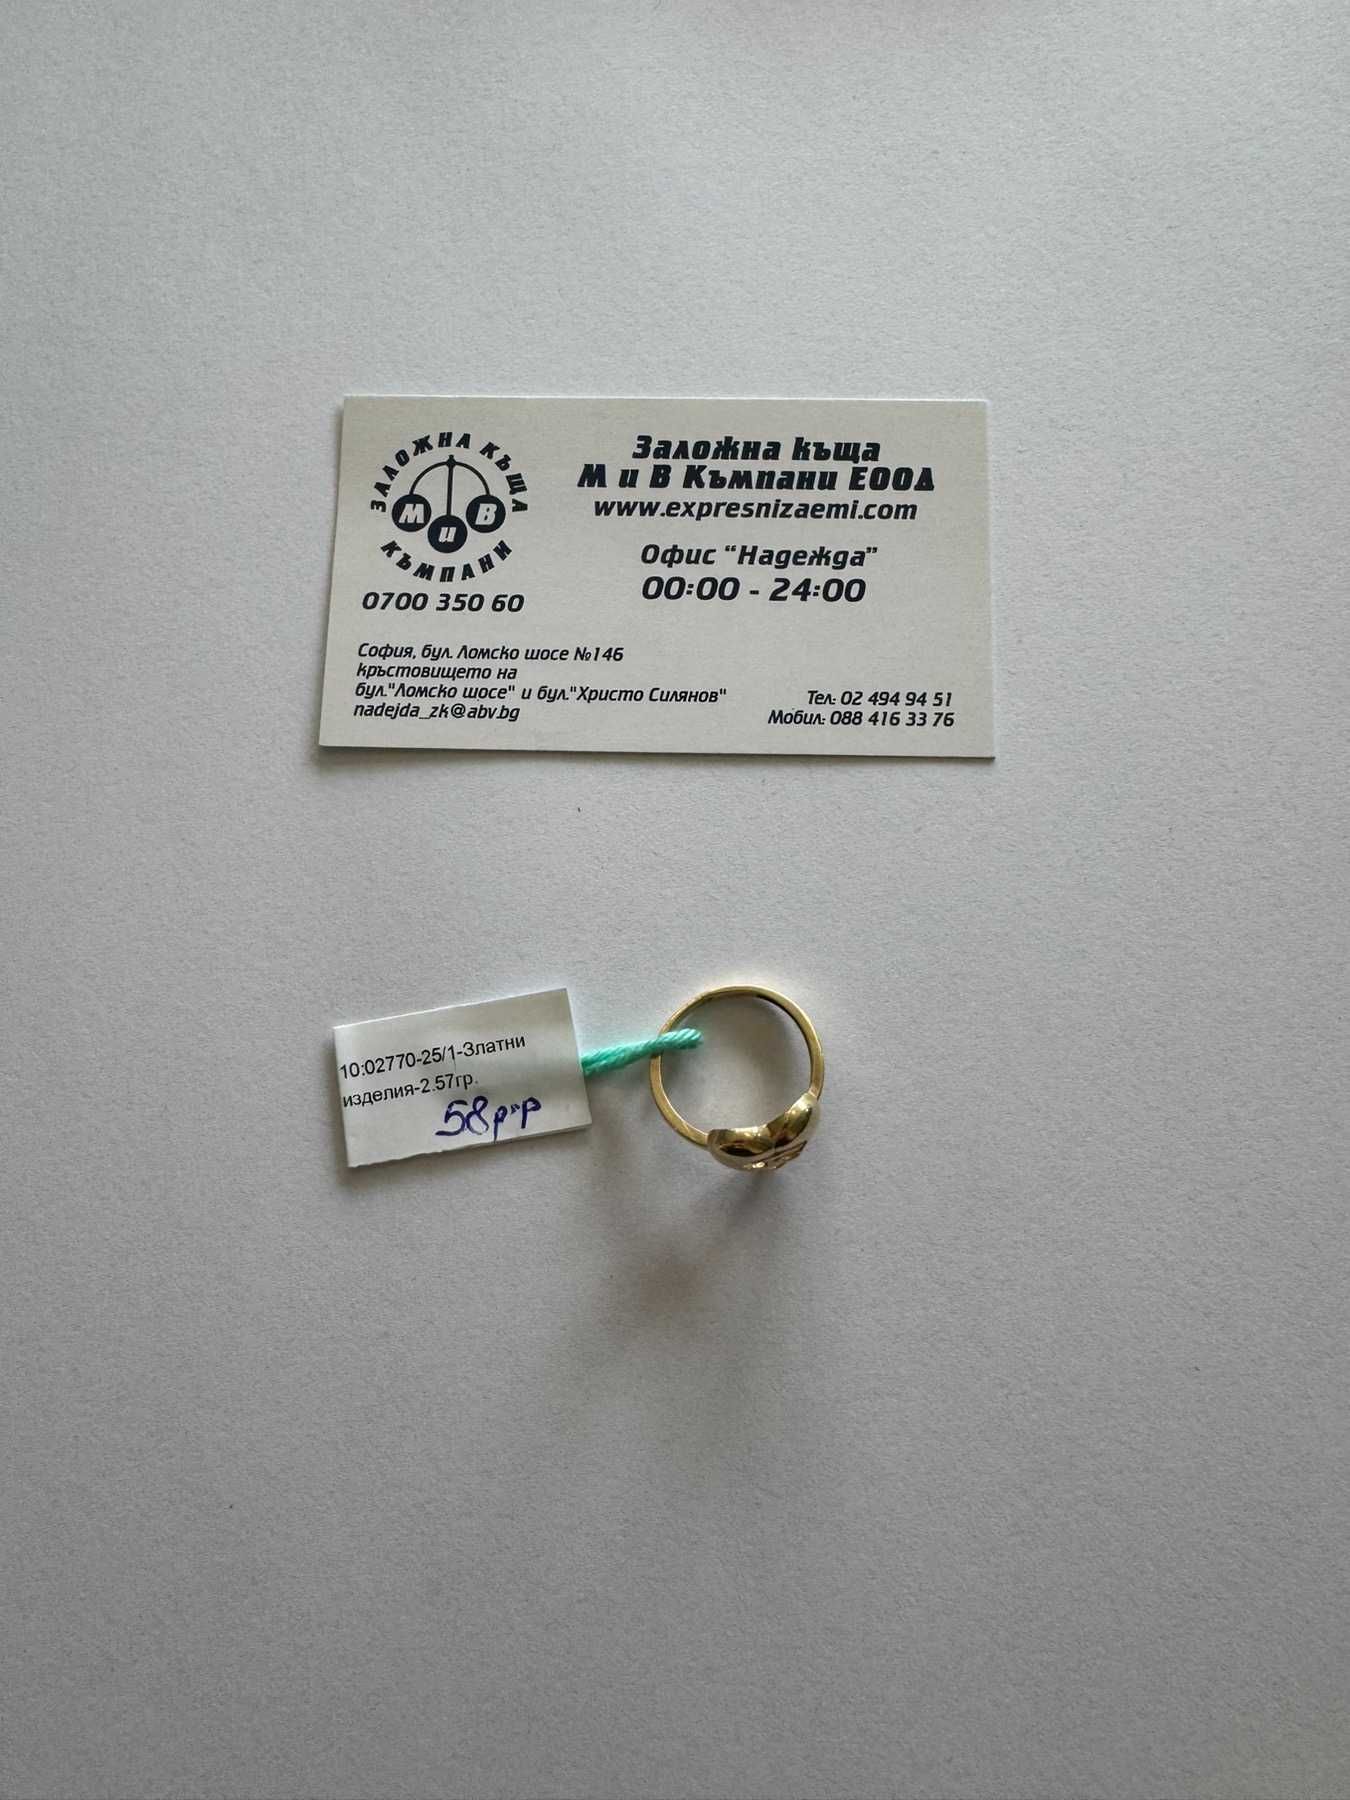 ЗАЛОЖНА КЪЩА
М и В
КЪМПАНИ
0700 350 60
Заложна къща
М и В Къмпани ЕООД
www.expresnizaemi.com
Офис “Надежда”
00:00 - 24:00
София, бул. Ломско шосе №146
кръстовището на
бул."Ломско шосе" и бул."Христо Силянов"
nadejda_zk@abv.bg
Тел: 02 494 94 51
Мобил: 088 416 33 76
10:02770-25/1-Златни
изделия-2.57гр.
58р-р